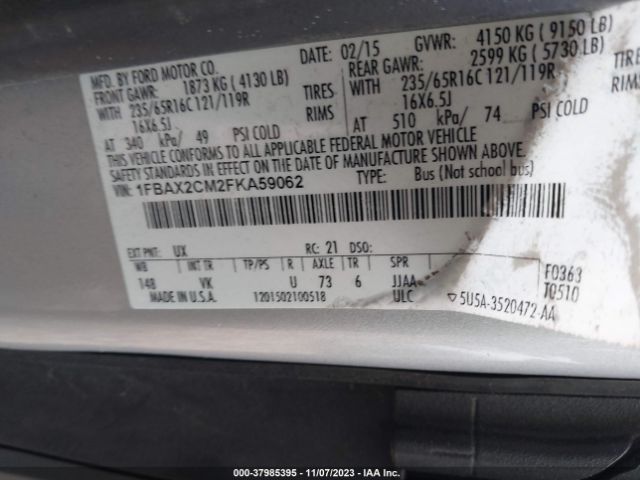 MFD. BY FORD MOTOR CO.
DATE: 02/15 GVWR: 4150 KG ( 9150 LB)
FRONT GAWR: 1873 KG ( 4130 LB) REAR GAWR: 2599 KG ( 5730 LB)
WITH 235/65R16C 121/119R TIRES WITH 235/65R16C 121/119R TIRES
16X6.5J RIMS 16X6.5J RIMS
AT 340 kPa/ 49 PSI COLD AT 510 kPa/ 74 PSI COLD
THIS VEHICLE CONFORMS TO ALL APPLICABLE FEDERAL MOTOR VEHICLE
SAFETY STANDARDS IN EFFECT ON THE DATE OF MANUFACTURE SHOWN ABOVE.
VIN: 1FBAX2CM2FKA59062 TYPE: Bus (Not school bus)
EXT PNT: UX RC: 21 DSO:
WB INT TR TP/PS R AXLE TR SPR
148 VK U 73 6 JJAA
F0363
T0510
MADE IN U.S.A. 1201502100518 ULC ▽5U5A-3520472-AA
000-37985395 - 11/07/2023 - IAA Inc.